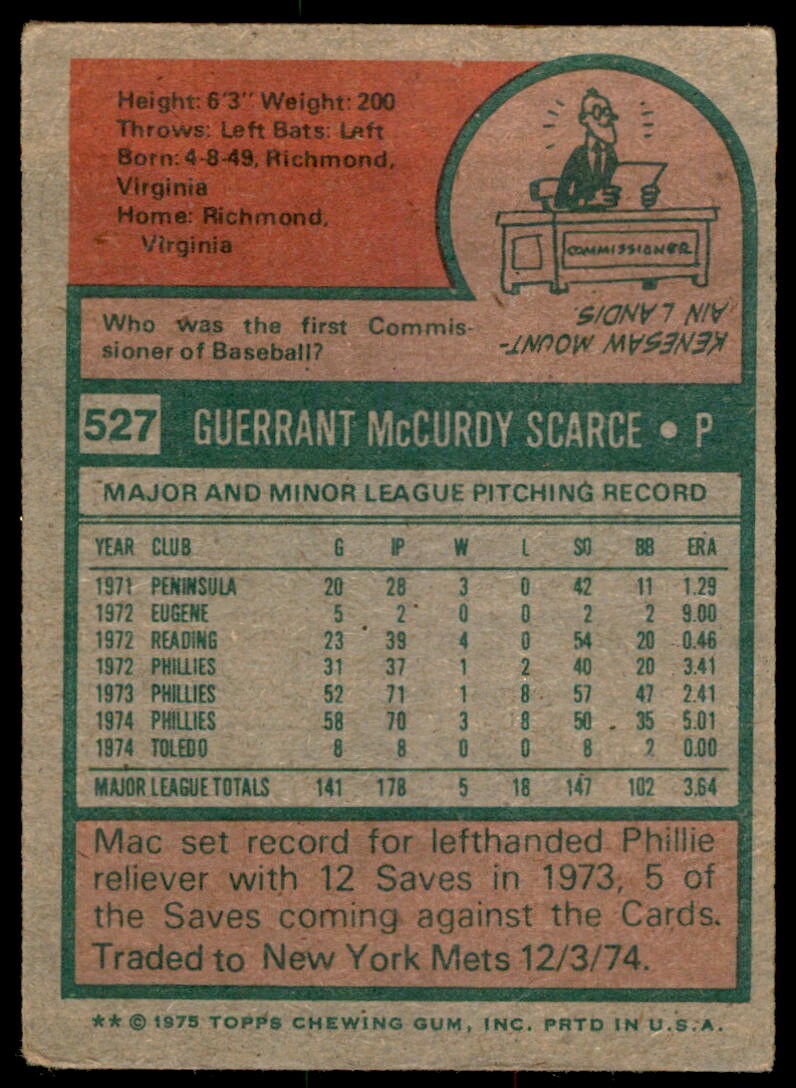 Height: 6'3" Weight: 200
Throws: Left Bats: Left
Born: 4-8-49, Richmond,
Virginia
Home: Richmond,
Virginia
COMMISSIONER
Who was the first Commis-
sioner of Baseball?
KENESAW MOUNT-
AIN LANDIS.
527 GUERRANT McCURDY SCARCE • P
MAJOR AND MINOR LEAGUE PITCHING RECORD
YEAR CLUB G IP W L SO BB ERA
1971 PENINSULA 20 28 3 0 42 11 1.29
1972 EUGENE 5 2 0 0 2 2 9.00
1972 READING 23 39 4 0 54 20 0.46
1972 PHILLIES 31 37 1 2 40 20 3.41
1973 PHILLIES 52 71 1 8 57 47 2.41
1974 PHILLIES 58 70 3 8 50 35 5.01
1974 TOLEDO 8 8 0 0 8 2 0.00
MAJOR LEAGUE TOTALS 141 178 5 18 147 102 3.64
Mac set record for lefthanded Phillie
reliever with 12 Saves in 1973, 5 of
the Saves coming against the Cards.
Traded to New York Mets 12/3/74.
** © 1975 TOPPS CHEWING GUM, INC. PRTD IN U.S.A.